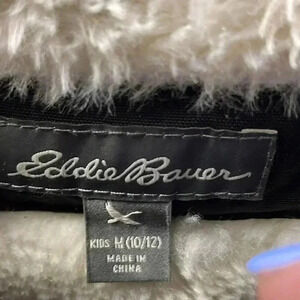 Eddie Bauer
KIDS M (10/12)
MADE IN
CHINA